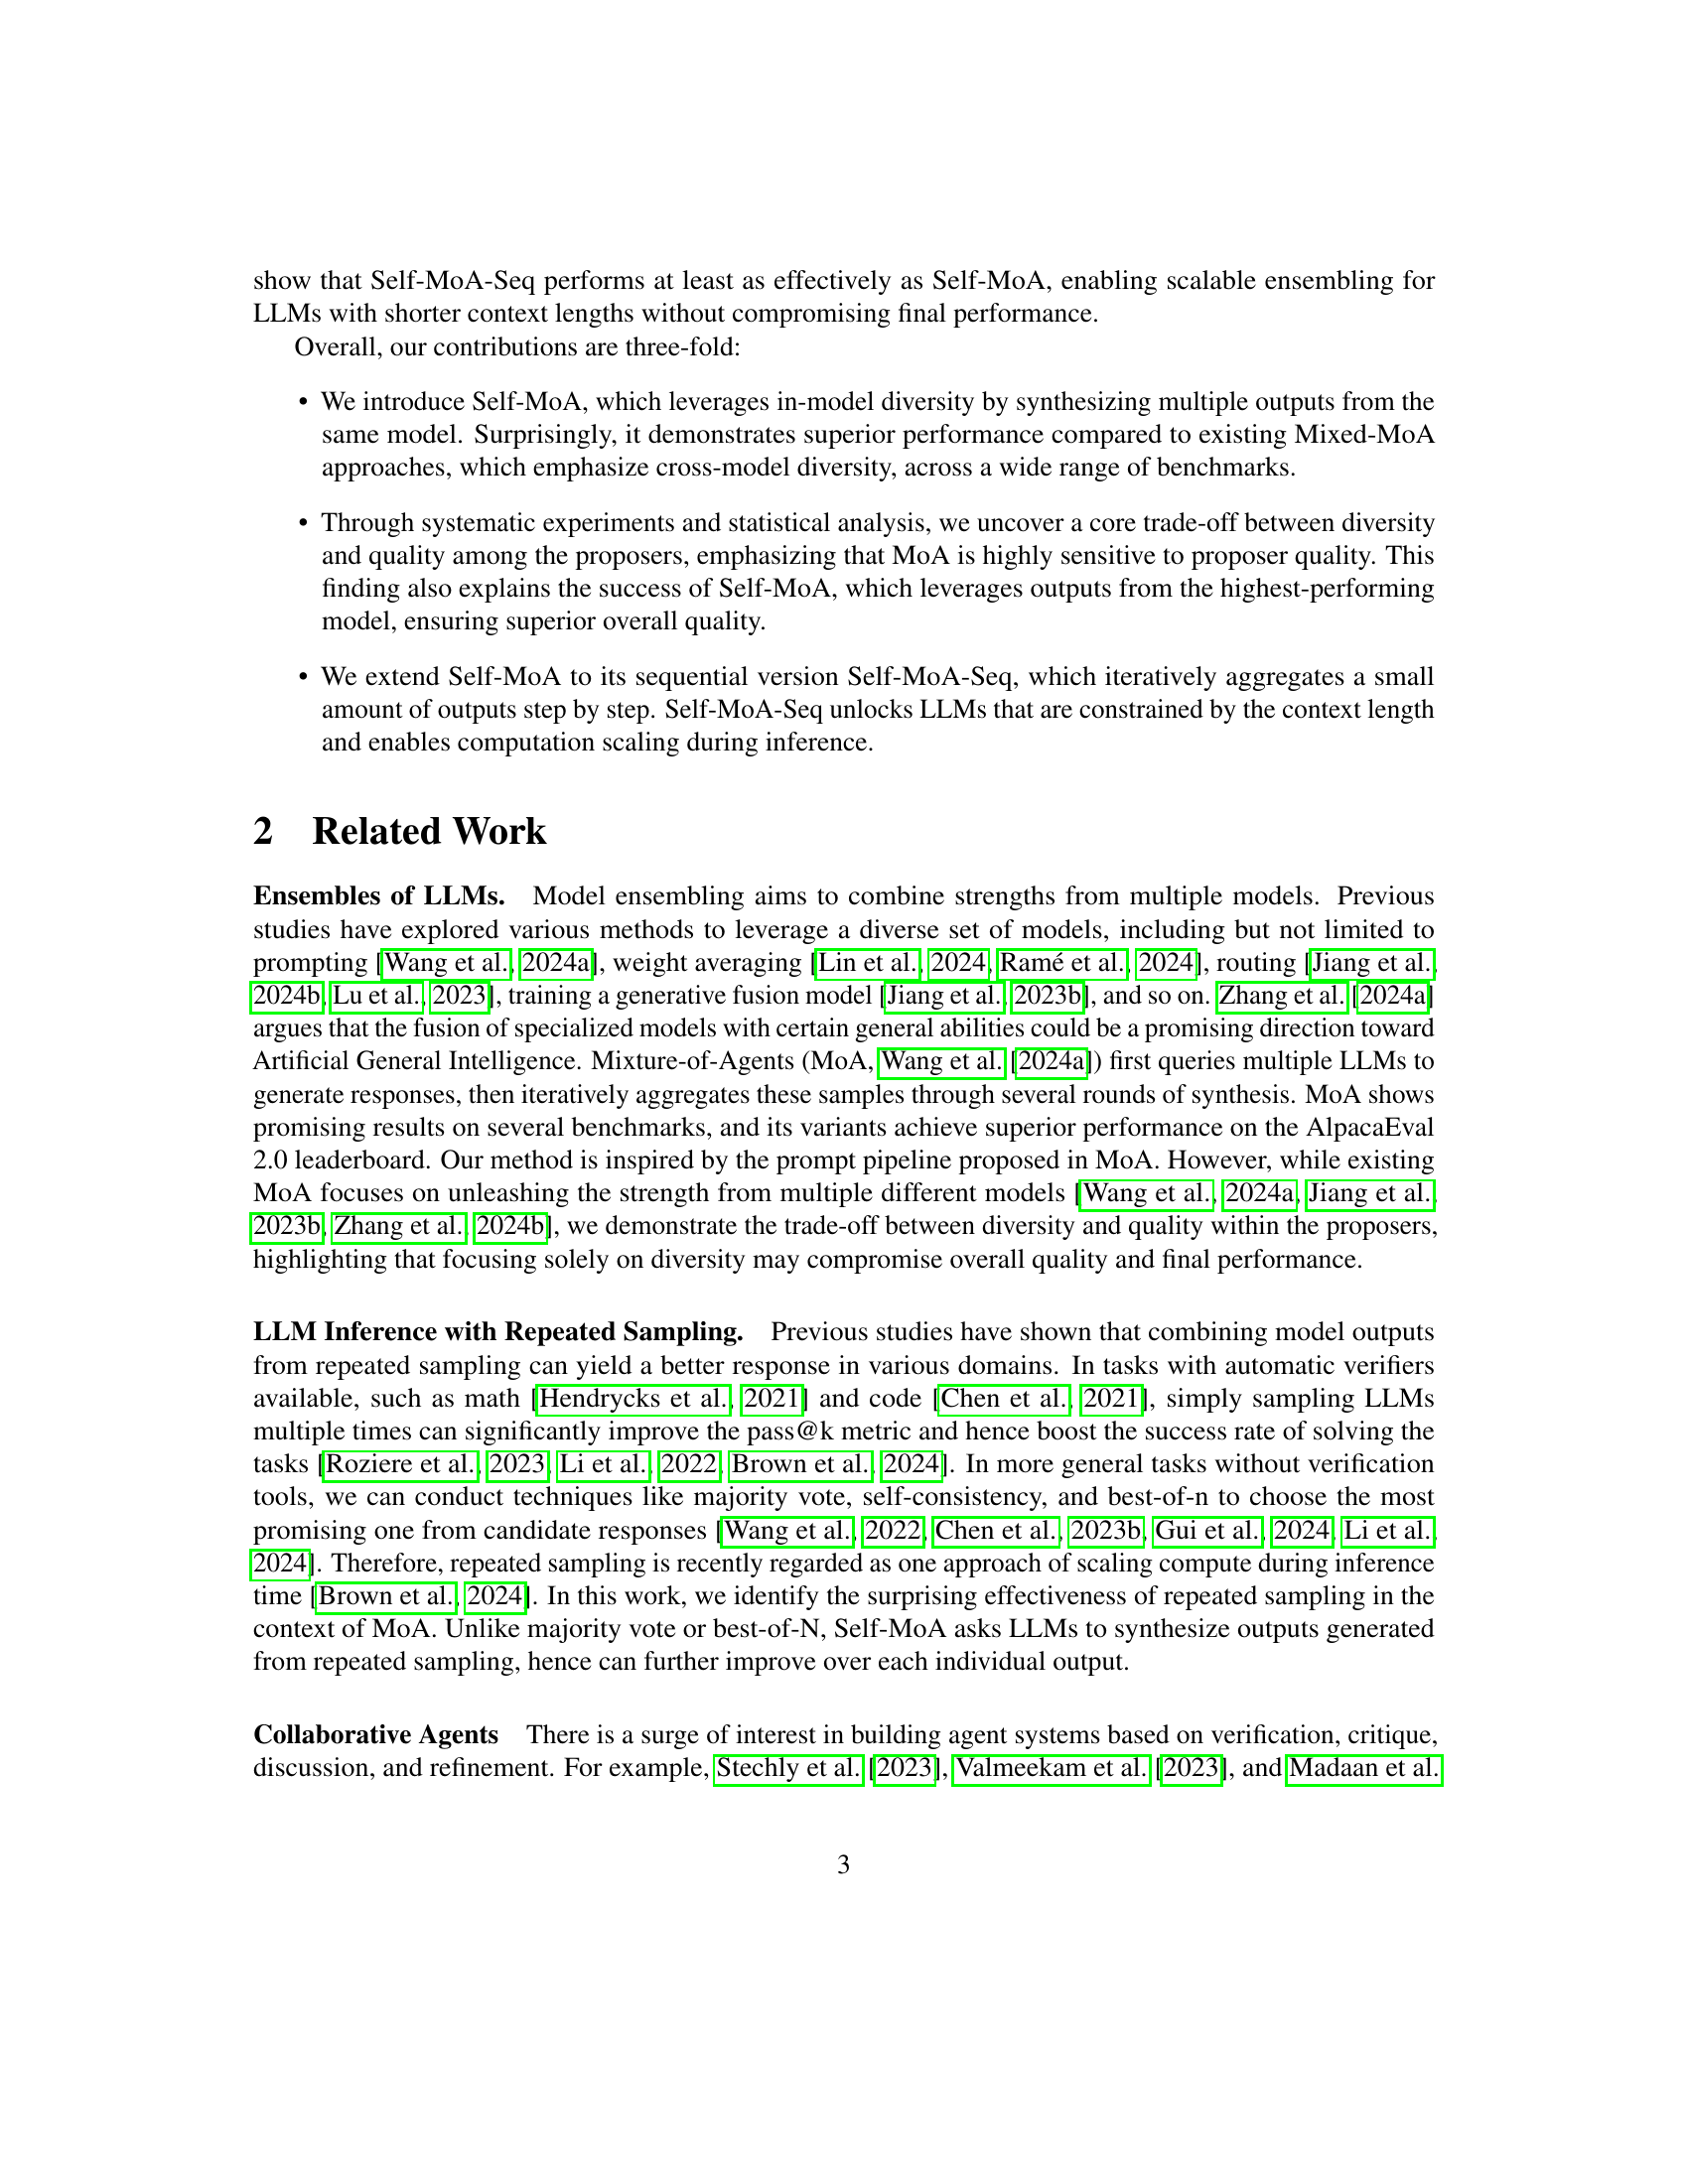 show that Self-MoA-Seq performs at least as effectively as Self-MoA, enabling scalable ensembling for
LLMs with shorter context lengths without compromising final performance.
Overall, our contributions are three-fold:
• We introduce Self-MoA, which leverages in-model diversity by synthesizing multiple outputs from the
same model. Surprisingly, it demonstrates superior performance compared to existing Mixed-MoA
approaches, which emphasize cross-model diversity, across a wide range of benchmarks.
• Through systematic experiments and statistical analysis, we uncover a core trade-off between diversity
and quality among the proposers, emphasizing that MoA is highly sensitive to proposer quality. This
finding also explains the success of Self-MoA, which leverages outputs from the highest-performing
model, ensuring superior overall quality.
• We extend Self-MoA to its sequential version Self-MoA-Seq, which iteratively aggregates a small
amount of outputs step by step. Self-MoA-Seq unlocks LLMs that are constrained by the context length
and enables computation scaling during inference.
2 Related Work
Ensembles of LLMs. Model ensembling aims to combine strengths from multiple models. Previous
studies have explored various methods to leverage a diverse set of models, including but not limited to
prompting [Wang et al., 2024a], weight averaging [Lin et al., 2024, Ramé et al., 2024], routing [Jiang et al.,
2024b, Lu et al., 2023], training a generative fusion model [Jiang et al., 2023b], and so on. Zhang et al. [2024a]
argues that the fusion of specialized models with certain general abilities could be a promising direction toward
Artificial General Intelligence. Mixture-of-Agents (MoA, Wang et al. [2024a]) first queries multiple LLMs to
generate responses, then iteratively aggregates these samples through several rounds of synthesis. MoA shows
promising results on several benchmarks, and its variants achieve superior performance on the AlpacaEval
2.0 leaderboard. Our method is inspired by the prompt pipeline proposed in MoA. However, while existing
MoA focuses on unleashing the strength from multiple different models [Wang et al., 2024a, Jiang et al.,
2023b, Zhang et al., 2024b], we demonstrate the trade-off between diversity and quality within the proposers,
highlighting that focusing solely on diversity may compromise overall quality and final performance.
LLM Inference with Repeated Sampling. Previous studies have shown that combining model outputs
from repeated sampling can yield a better response in various domains. In tasks with automatic verifiers
available, such as math [Hendrycks et al., 2021] and code [Chen et al., 2021], simply sampling LLMs
multiple times can significantly improve the pass@k metric and hence boost the success rate of solving the
tasks [Roziere et al., 2023, Li et al., 2022, Brown et al., 2024]. In more general tasks without verification
tools, we can conduct techniques like majority vote, self-consistency, and best-of-n to choose the most
promising one from candidate responses [Wang et al., 2022, Chen et al., 2023b, Gui et al., 2024, Li et al.,
2024]. Therefore, repeated sampling is recently regarded as one approach of scaling compute during inference
time [Brown et al., 2024]. In this work, we identify the surprising effectiveness of repeated sampling in the
context of MoA. Unlike majority vote or best-of-N, Self-MoA asks LLMs to synthesize outputs generated
from repeated sampling, hence can further improve over each individual output.
Collaborative Agents There is a surge of interest in building agent systems based on verification, critique,
discussion, and refinement. For example, Stechly et al. [2023], Valmeekam et al. [2023], and Madaan et al.
3